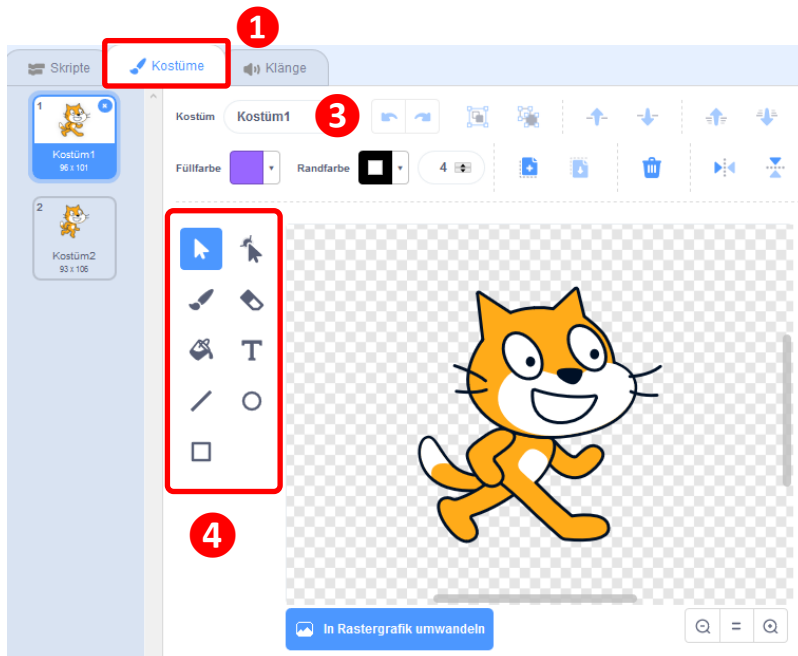 1
Skripte
Kostüme
Klänge
1
Kostüm1
96 x 101
2
Kostüm2
93 x 106
Kostüm
Kostüm1
3
Füllfarbe
Randfarbe
4
T
4
In Rastergrafik umwandeln